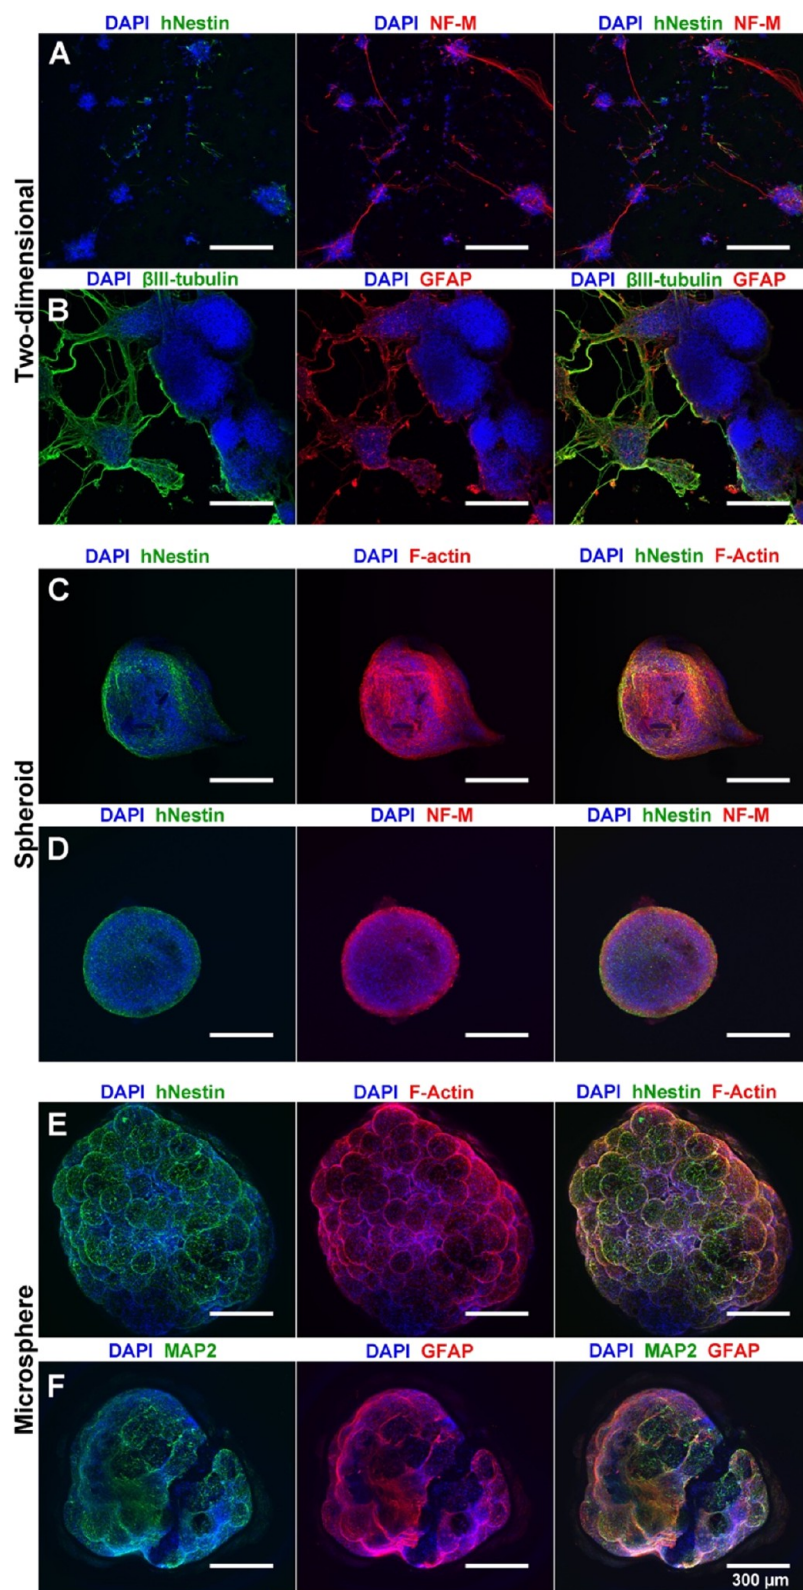 DAPI hNestin DAPI NF-M DAPI hNestin NF-M
A
Two-dimensional
DAPI βIII-tubulin DAPI GFAP DAPI βIII-tubulin GFAP
B
DAPI hNestin DAPI F-actin DAPI hNestin F-Actin
C
Spheroid
DAPI hNestin DAPI NF-M DAPI hNestin NF-M
D
DAPI hNestin DAPI F-Actin DAPI hNestin F-Actin
E
Microsphere
DAPI MAP2 DAPI GFAP DAPI MAP2 GFAP
F
300 µm